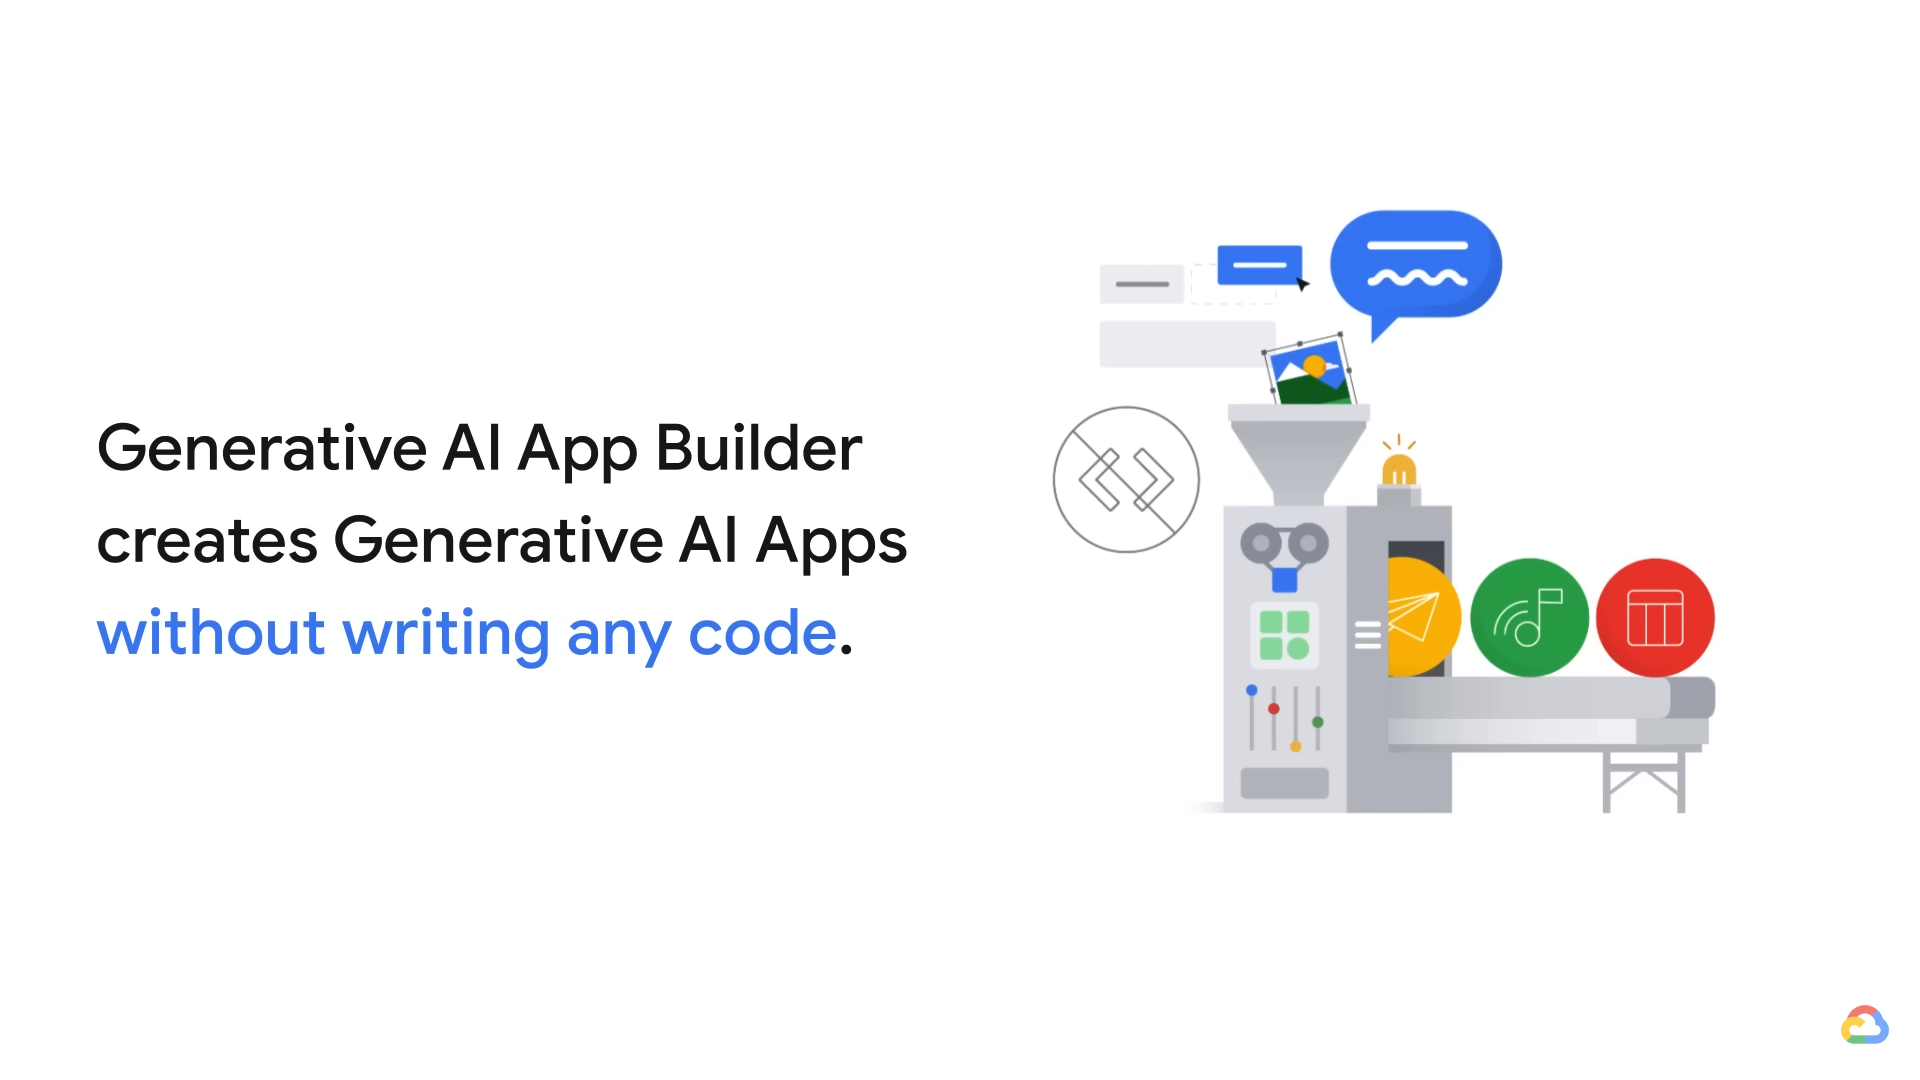 Generative AI App Builder
creates Generative AI Apps
without writing any code.